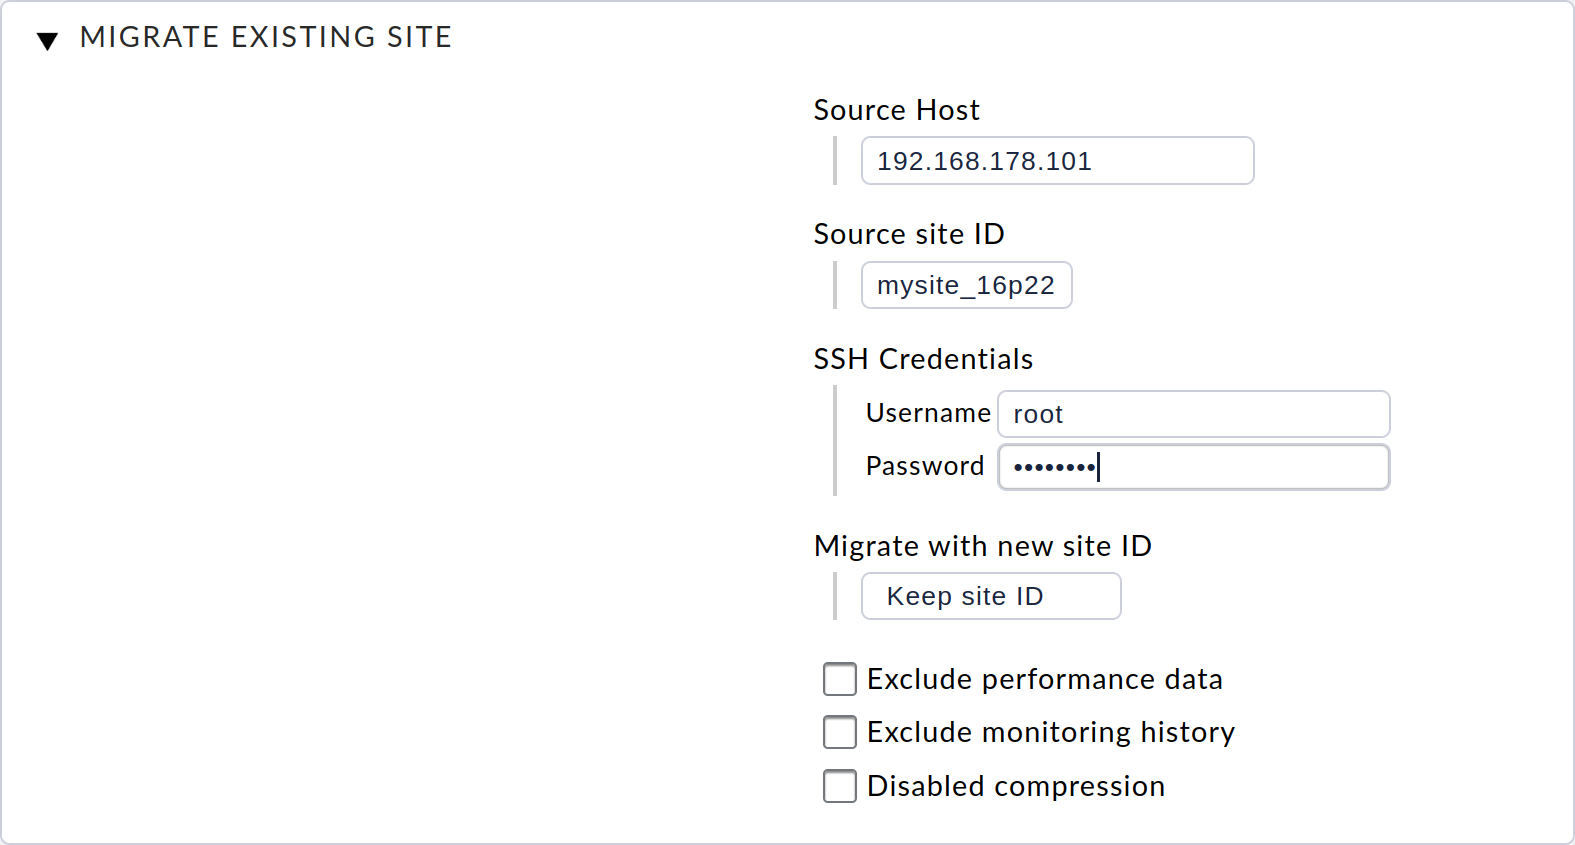 MIGRATE EXISTING SITE
Source Host
192.168.178.101
Source site ID
mysite_16p22
SSH Credentials
Username root
Password ••••••••
Migrate with new site ID
Keep site ID
Exclude performance data
Exclude monitoring history
Disabled compression